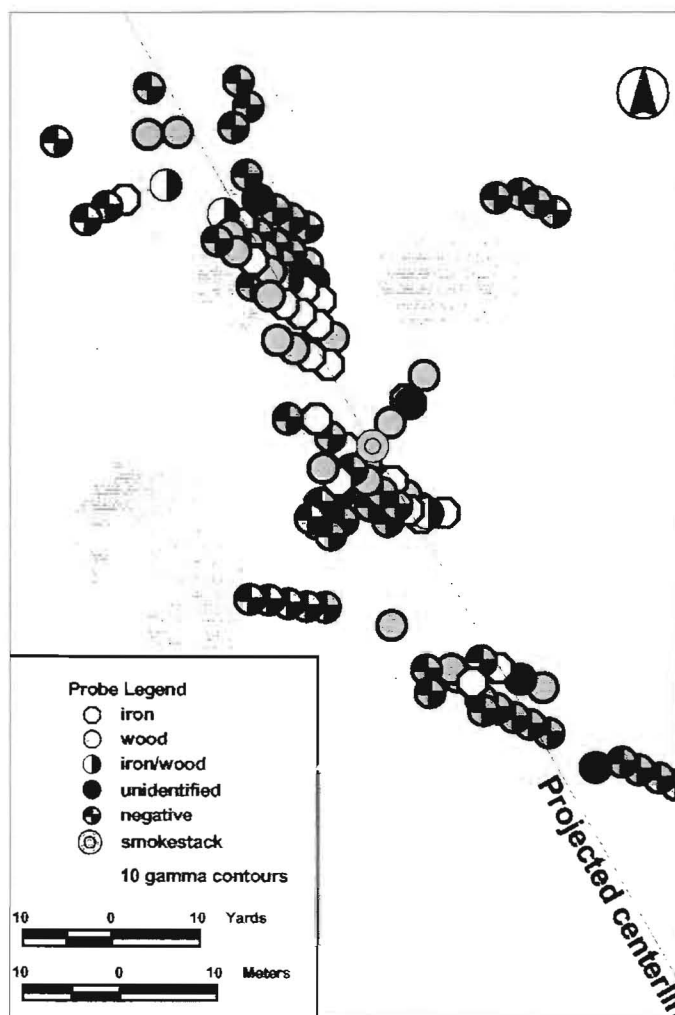 Probe Legend
iron
wood
iron/wood
unidentified
negative
smokestack
10 gamma contours
10 0 10 Yards
10 0 10 Meters
Projected centerlin